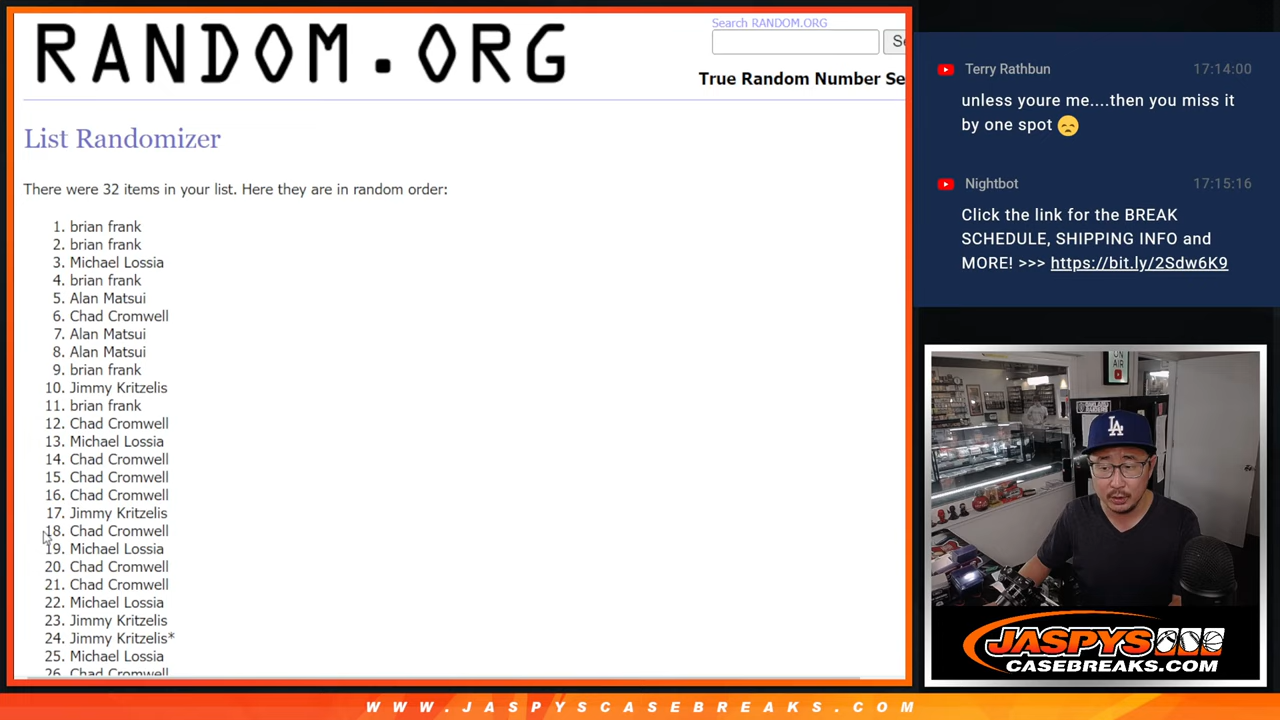 RANDOM.ORG
Search RANDOM.ORG
True Random Number Se
List Randomizer
There were 32 items in your list. Here they are in random order:
1. brian frank
2. brian frank
3. Michael Lossia
4. brian frank
5. Alan Matsui
6. Chad Cromwell
7. Alan Matsui
8. Alan Matsui
9. brian frank
10. Jimmy Kritzelis
11. brian frank
12. Chad Cromwell
13. Michael Lossia
14. Chad Cromwell
15. Chad Cromwell
16. Chad Cromwell
17. Jimmy Kritzelis
18. Chad Cromwell
19. Michael Lossia
20. Chad Cromwell
21. Chad Cromwell
22. Michael Lossia
23. Jimmy Kritzelis
24. Jimmy Kritzelis*
25. Michael Lossia
26. Chad Cromwell
Terry Rathbun 17:14:00
unless youre me....then you miss it
by one spot 😞
Nightbot 17:15:16
Click the link for the BREAK
SCHEDULE, SHIPPING INFO and
MORE! >>> https://bit.ly/2Sdw6K9
ON
AIR
LA
JASPYS
CASEBREAKS.COM
WWW.JASPYSCASEBREAKS.COM